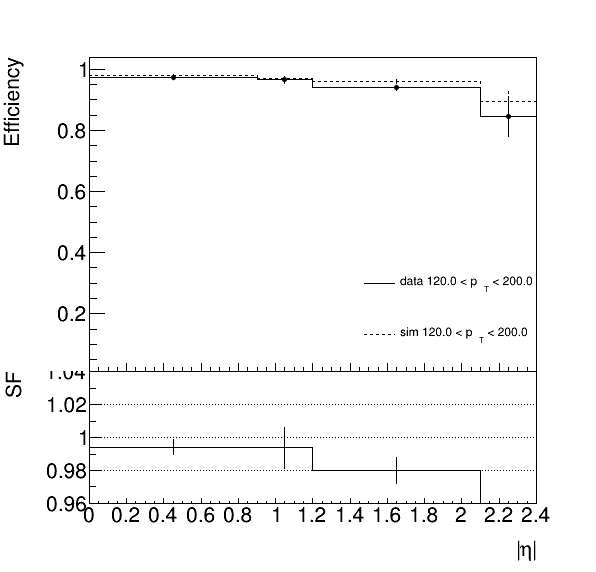 Efficiency
1
0.8
0.6
0.4
0.2
data 120.0 < p T < 200.0
sim 120.0 < p T < 200.0
SF
1.04
1.02
1
0.98
0.96
0 0.2 0.4 0.6 0.8 1 1.2 1.4 1.6 1.8 2 2.2 2.4
|η|